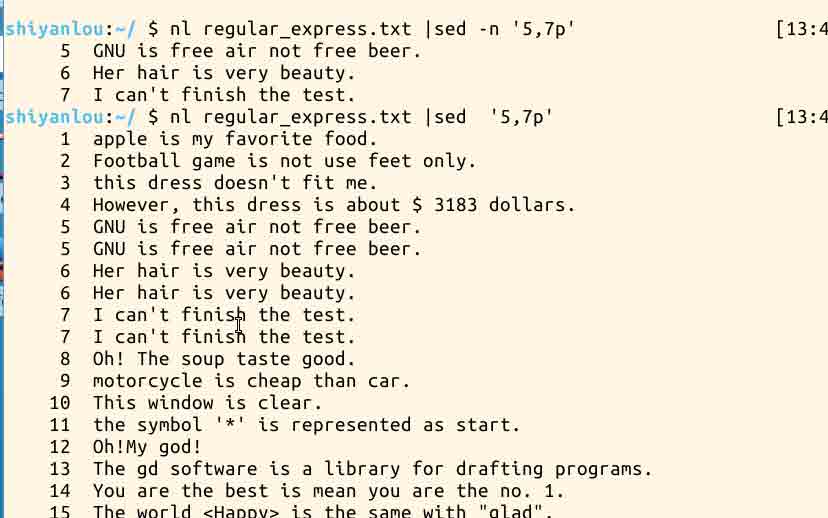 shiyanlou:~/ $ nl regular_express.txt |sed -n '5,7p' [13:4
5 GNU is free air not free beer.
6 Her hair is very beauty.
7 I can't finish the test.
shiyanlou:~/ $ nl regular_express.txt |sed  '5,7p' [13:4
1 apple is my favorite food.
2 Football game is not use feet only.
3 this dress doesn't fit me.
4 However, this dress is about $ 3183 dollars.
5 GNU is free air not free beer.
5 GNU is free air not free beer.
6 Her hair is very beauty.
6 Her hair is very beauty.
7 I can't finish the test.
7 I can't finish the test.
8 Oh! The soup taste good.
9 motorcycle is cheap than car.
10 This window is clear.
11 the symbol '*' is represented as start.
12 Oh!My god!
13 The gd software is a library for drafting programs.
14 You are the best is mean you are the no. 1.
15 The world <Happy> is the same with "glad".